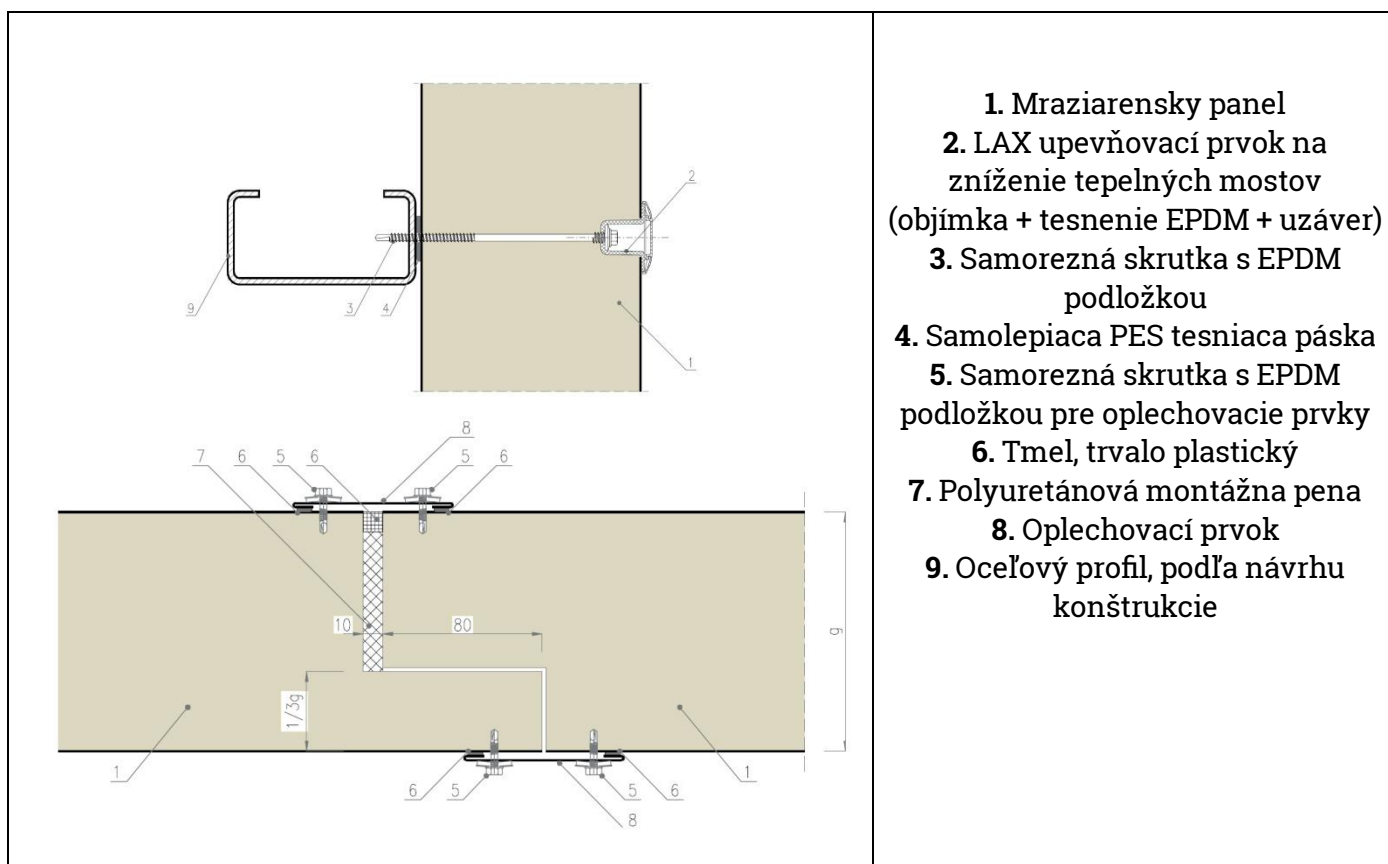 2
9
3
4
1
8
7
6
5
6
5
6
10
80
g
1/3g
1
6
5
5
6
1
8
1. Mraziarensky panel
2. LAX upevňovací prvok na
zníženie tepelných mostov
(objímka + tesnenie EPDM + uzáver)
3. Samorezná skrutka s EPDM
podložkou
4. Samolepiaca PES tesniaca páska
5. Samorezná skrutka s EPDM
podložkou pre oplechovacie prvky
6. Tmel, trvalo plastický
7. Polyuretánová montážna pena
8. Oplechovací prvok
9. Oceľový profil, podľa návrhu
konštrukcie